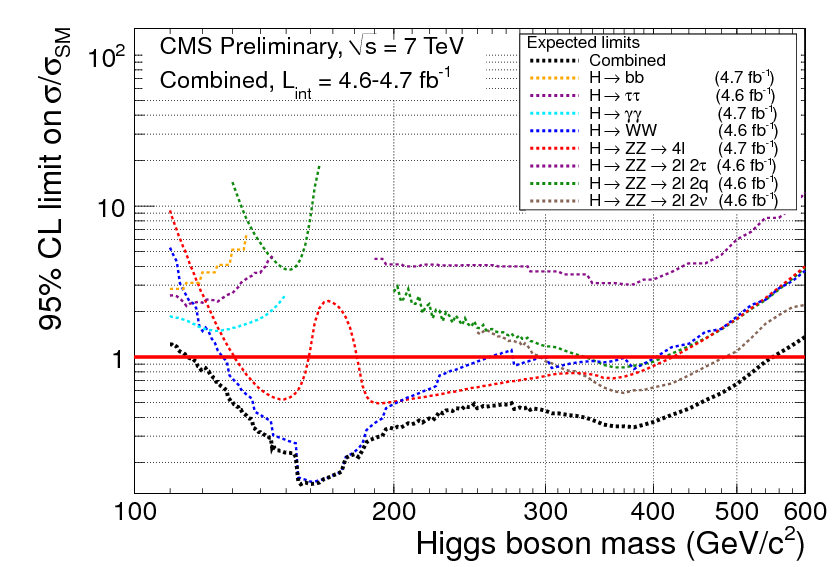 CMS Preliminary, √s = 7 TeV
Combined, L_int = 4.6-4.7 fb⁻¹
Expected limits
Combined
H → bb (4.7 fb⁻¹)
H → ττ (4.6 fb⁻¹)
H → γγ (4.7 fb⁻¹)
H → WW (4.6 fb⁻¹)
H → ZZ → 4l (4.7 fb⁻¹)
H → ZZ → 2l 2τ (4.6 fb⁻¹)
H → ZZ → 2l 2q (4.6 fb⁻¹)
H → ZZ → 2l 2ν (4.6 fb⁻¹)
95% CL limit on σ/σ_SM
10²
10
1
100 200 300 400 500 600
Higgs boson mass (GeV/c²)